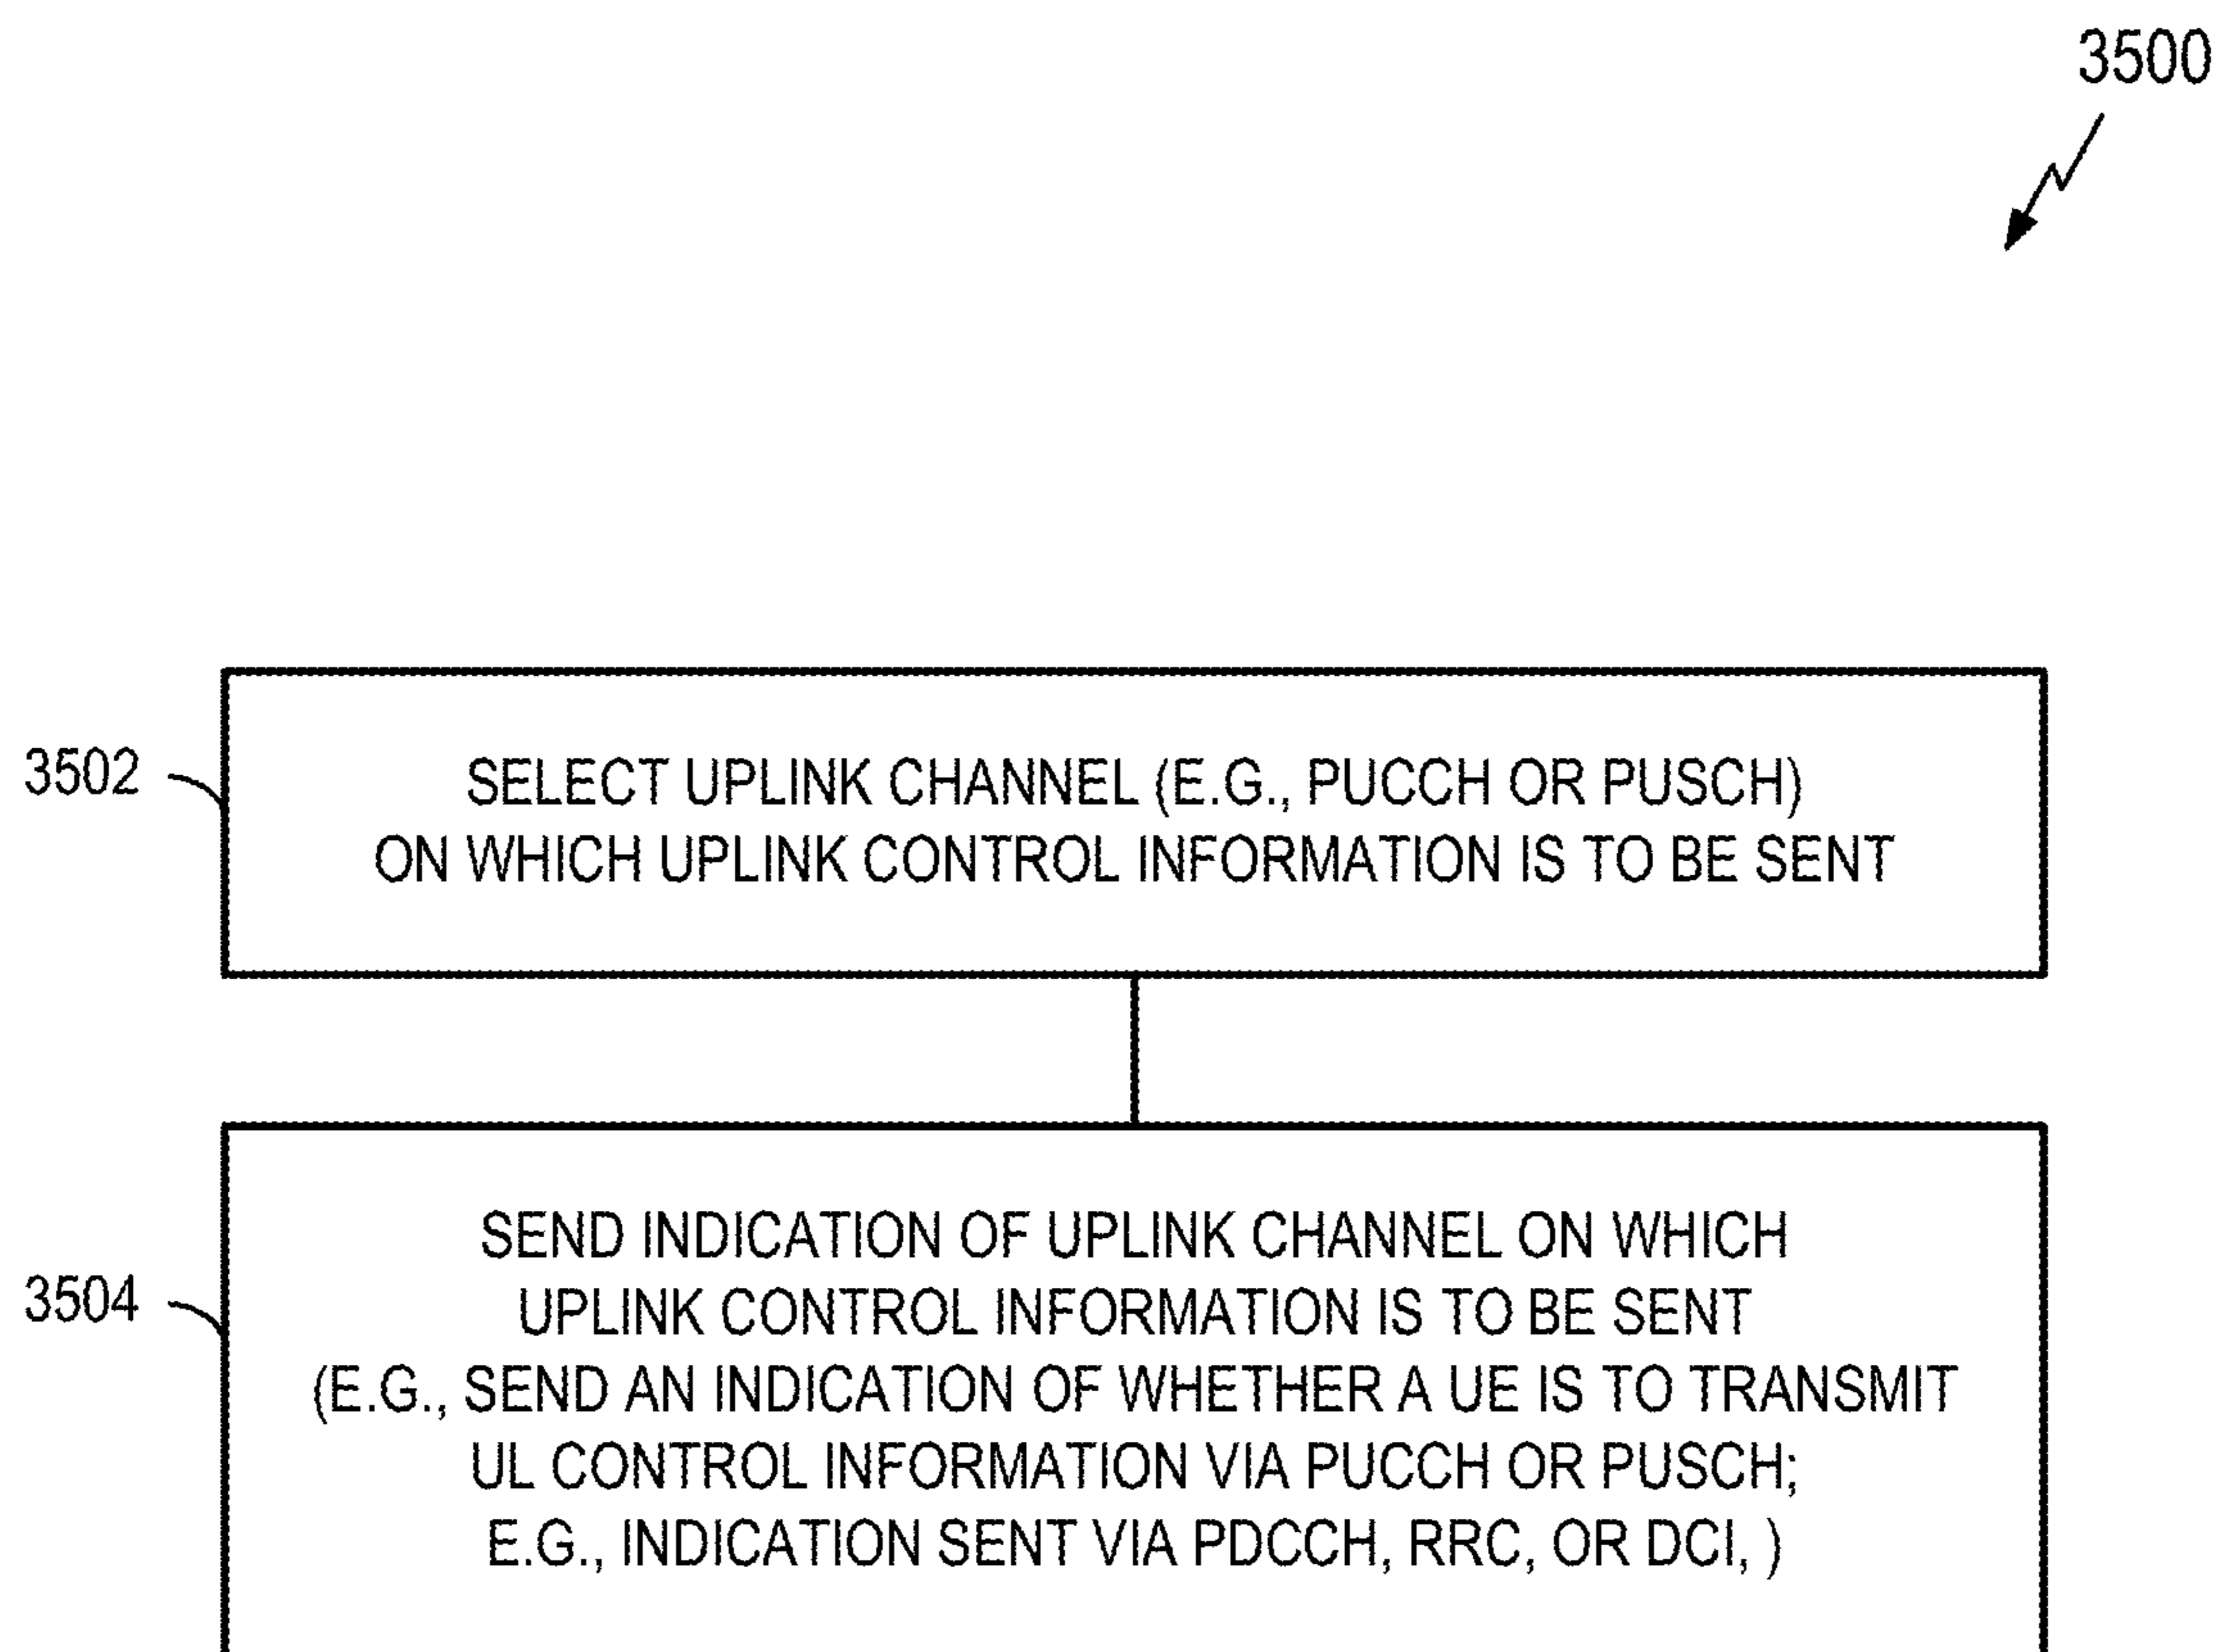 3500
3502
SELECT UPLINK CHANNEL (E.G., PUCCH OR PUSCH)
ON WHICH UPLINK CONTROL INFORMATION IS TO BE SENT
3504
SEND INDICATION OF UPLINK CHANNEL ON WHICH
UPLINK CONTROL INFORMATION IS TO BE SENT
(E.G., SEND AN INDICATION OF WHETHER A UE IS TO TRANSMIT
UL CONTROL INFORMATION VIA PUCCH OR PUSCH;
E.G., INDICATION SENT VIA PDCCH, RRC, OR DCI, )